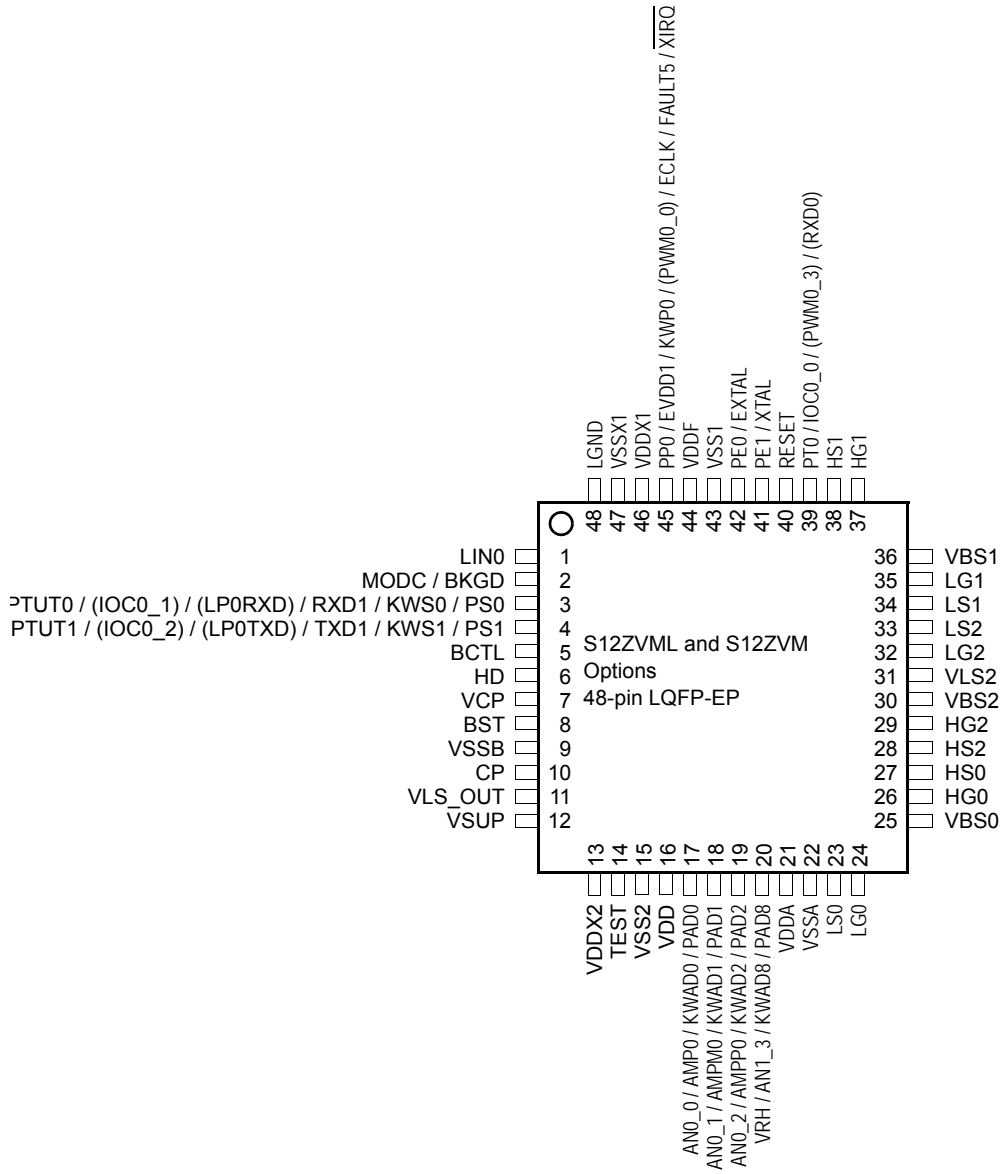 PP0 / EVDD1 / KWP0 / (PWM0_0) / ECLK / FAULT5 / XIRQ
LGND
VSSX1
VDDX1
VDDF
VSS1
PE0 / EXTAL
PE1 / XTAL
RESET
PT0 / IOC0_0 / (PWM0_3) / (RXD0)
HS1
HG1
48
47
46
45
44
43
42
41
40
39
38
37
LIN0 1
MODC / BKGD 2
PTUT0 / (IOC0_1) / (LP0RXD) / RXD1 / KWS0 / PS0 3
PTUT1 / (IOC0_2) / (LP0TXD) / TXD1 / KWS1 / PS1 4
BCTL 5
HD 6
VCP 7
BST 8
VSSB 9
CP 10
VLS_OUT 11
VSUP 12
S12ZVML and S12ZVM
Options
48-pin LQFP-EP
36 VBS1
35 LG1
34 LS1
33 LS2
32 LG2
31 VLS2
30 VBS2
29 HG2
28 HS2
27 HS0
26 HG0
25 VBS0
13
14
15
16
17
18
19
20
21
22
23
24
VDDX2
TEST
VSS2
VDD
AN0_0 / AMP0 / KWAD0 / PAD0
AN0_1 / AMPM0 / KWAD1 / PAD1
AN0_2 / AMPP0 / KWAD2 / PAD2
VRH / AN1_3 / KWAD8 / PAD8
VDDA
VSSA
LS0
LG0